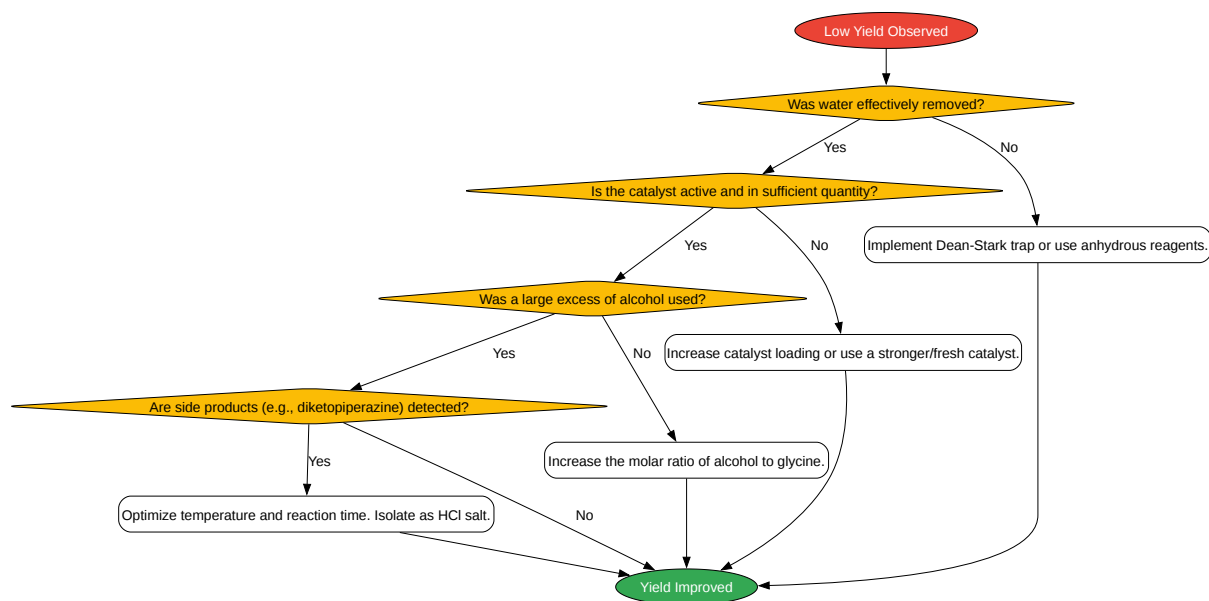 Low Yield Observed
Was water effectively removed?
Yes
No
Is the catalyst active and in sufficient quantity?
Implement Dean-Stark trap or use anhydrous reagents.
Yes
No
Was a large excess of alcohol used?
Increase catalyst loading or use a stronger/fresh catalyst.
Yes
No
Are side products (e.g., diketopiperazine) detected?
Increase the molar ratio of alcohol to glycine.
Yes
No
Optimize temperature and reaction time. Isolate as HCl salt.
Yield Improved